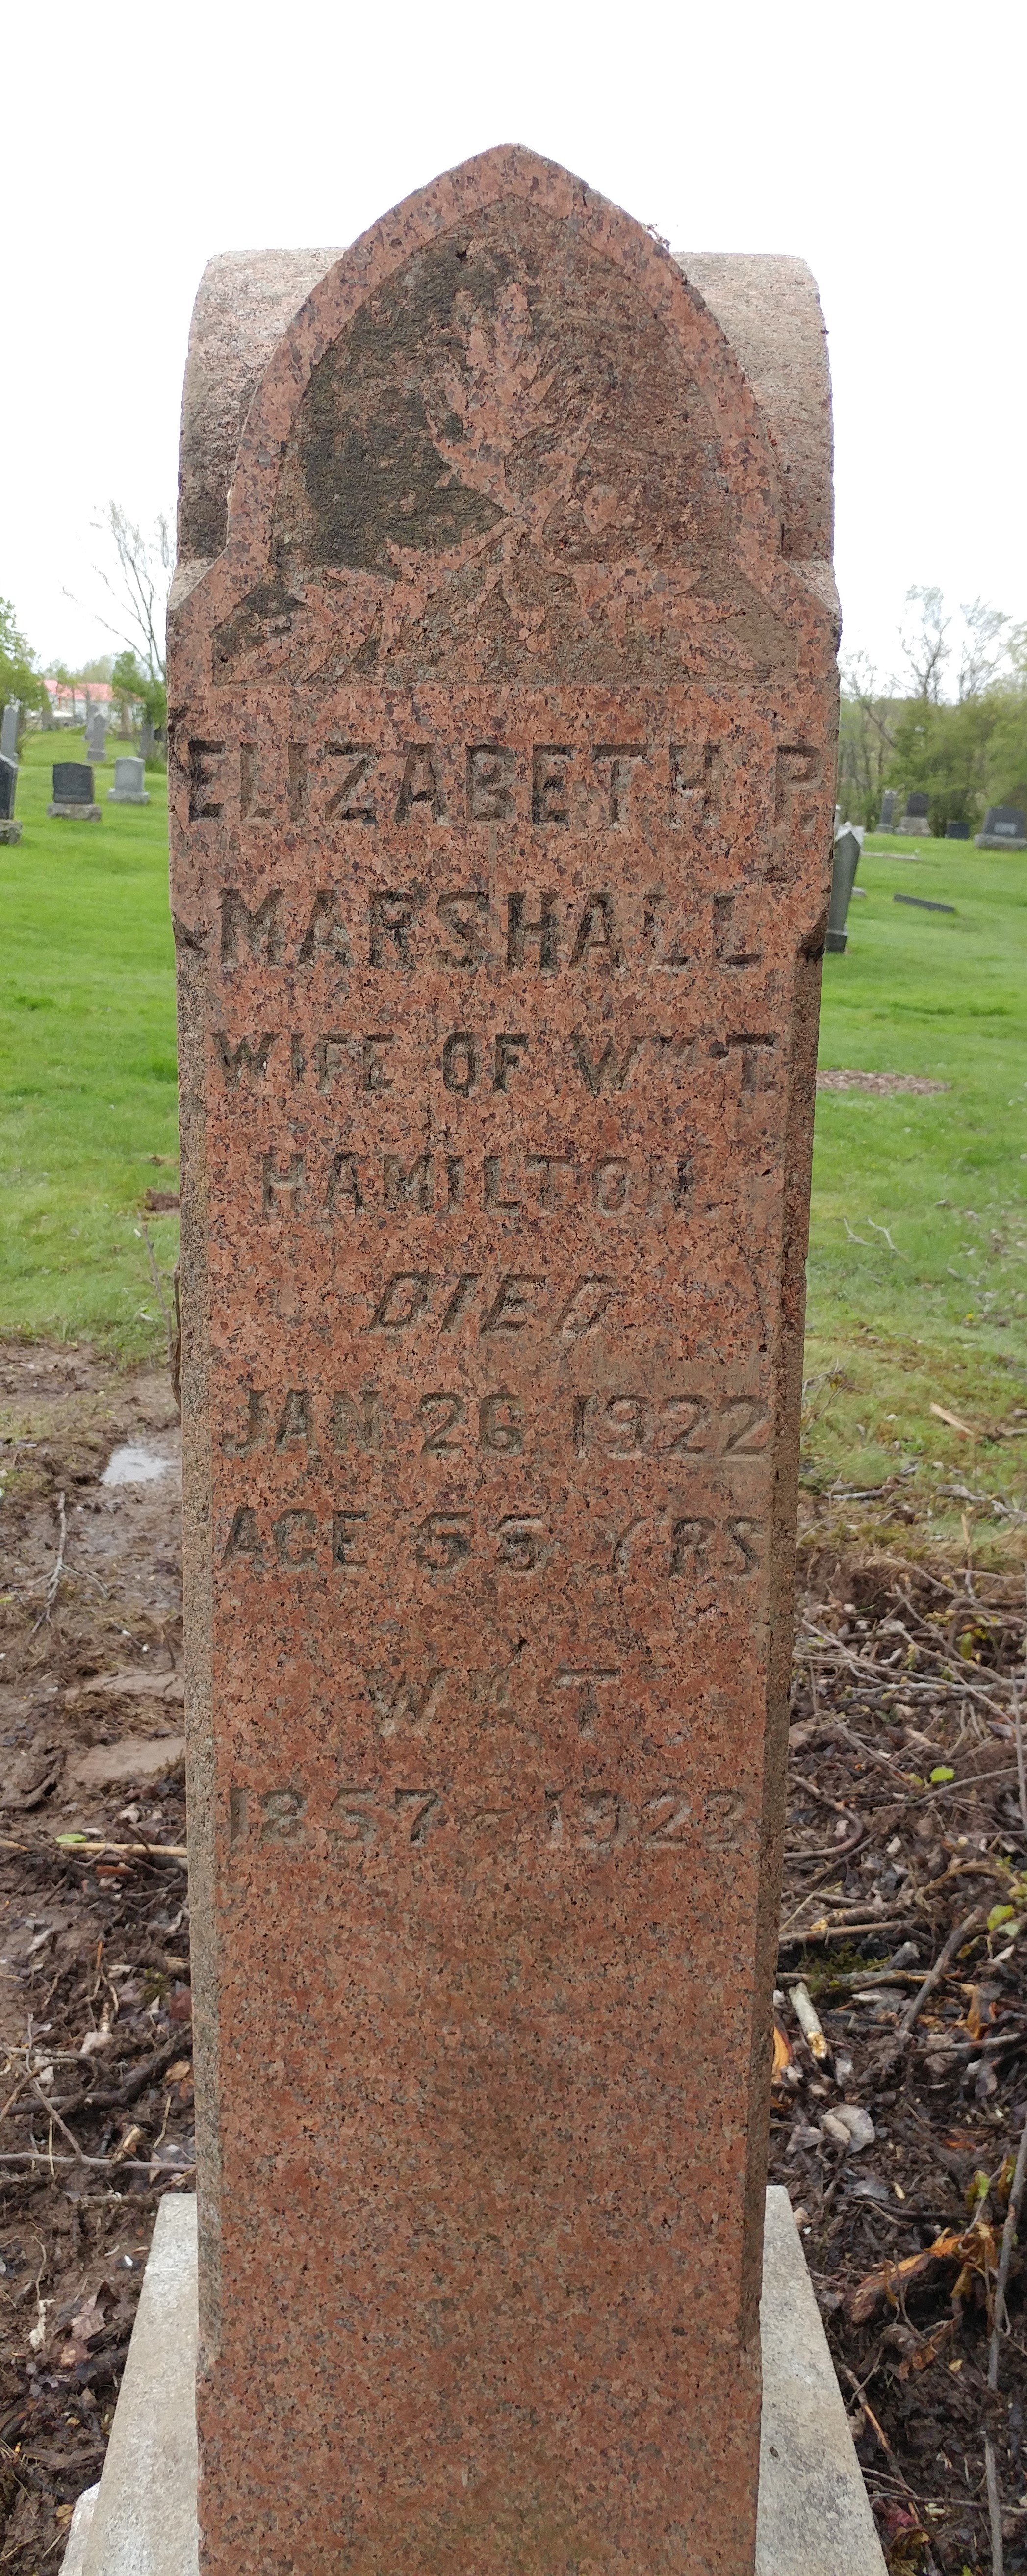 ELIZABETH P.
MARSHALL
WIFE OF WM T.
HAMILTON
DIED
JAN 26 1922
AGE 55 YRS
WM T
1857 - 1923